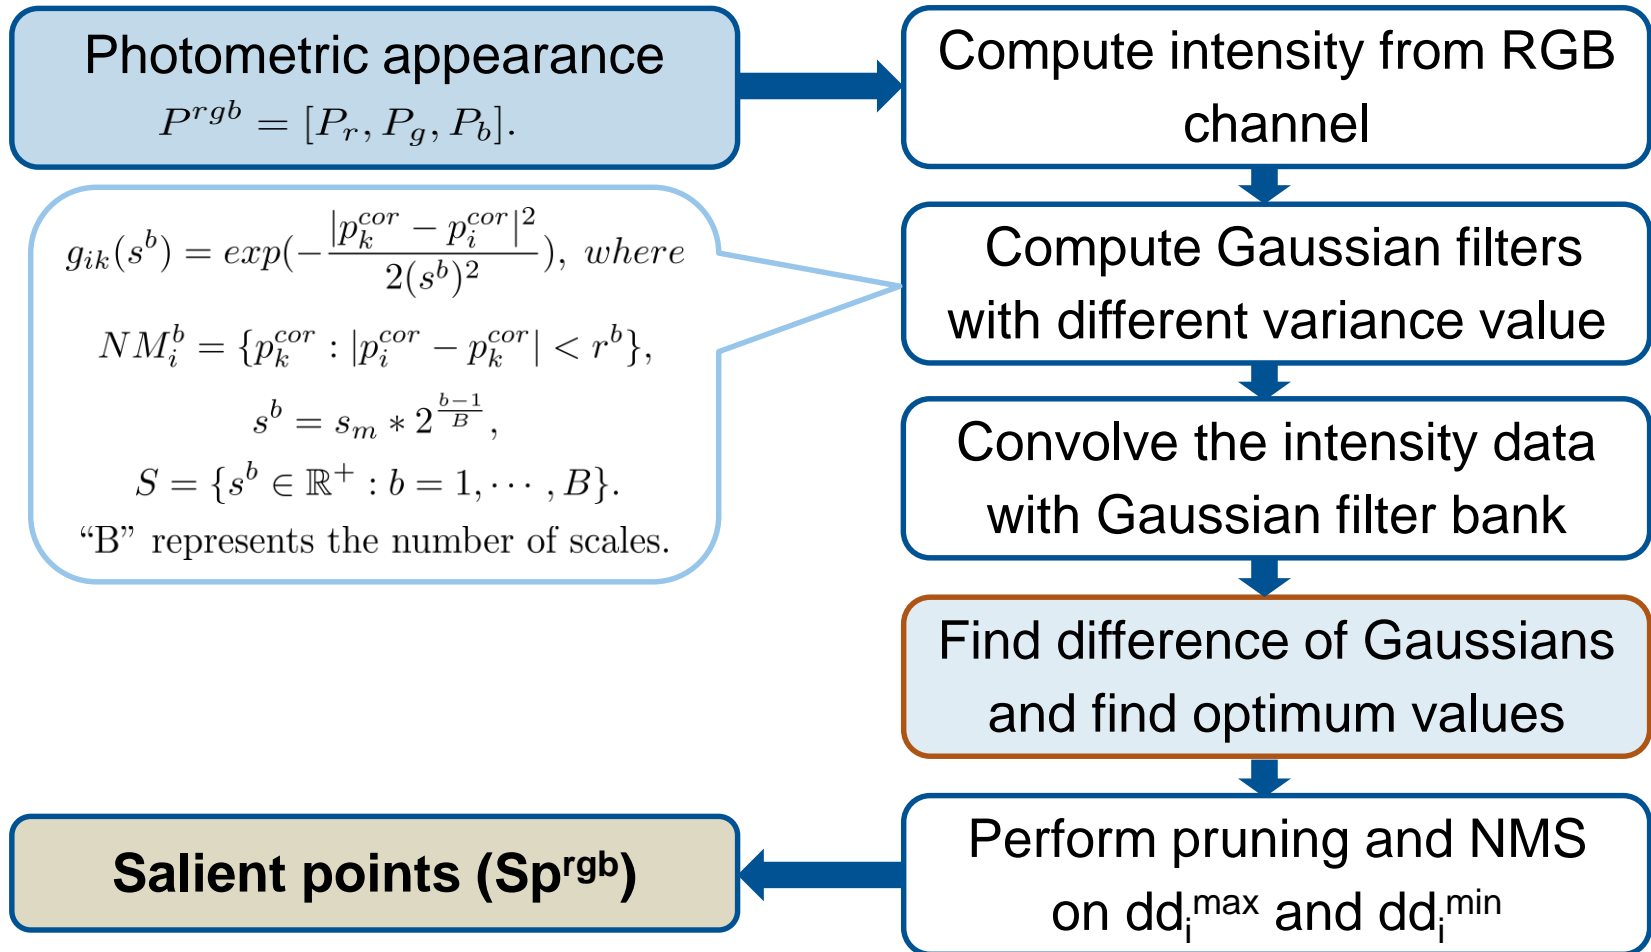 Photometric appearance
P^{rgb} = [P_r, P_g, P_b].
Compute intensity from RGB
channel
g_{ik}(s^b) = exp(-\frac{|p_k^{cor} - p_i^{cor}|^2}{2(s^b)^2}), where
NM_i^b = {p_k^{cor} : |p_i^{cor} - p_k^{cor}| < r^b},
s^b = s_m * 2^{\frac{b-1}{B}},
S = {s^b ∈ ℝ^+ : b = 1, ⋯ , B}.
“B” represents the number of scales.
Compute Gaussian filters
with different variance value
Convolve the intensity data
with Gaussian filter bank
Find difference of Gaussians
and find optimum values
Perform pruning and NMS
on dd_i^{max} and dd_i^{min}
Salient points (Sp^{rgb})